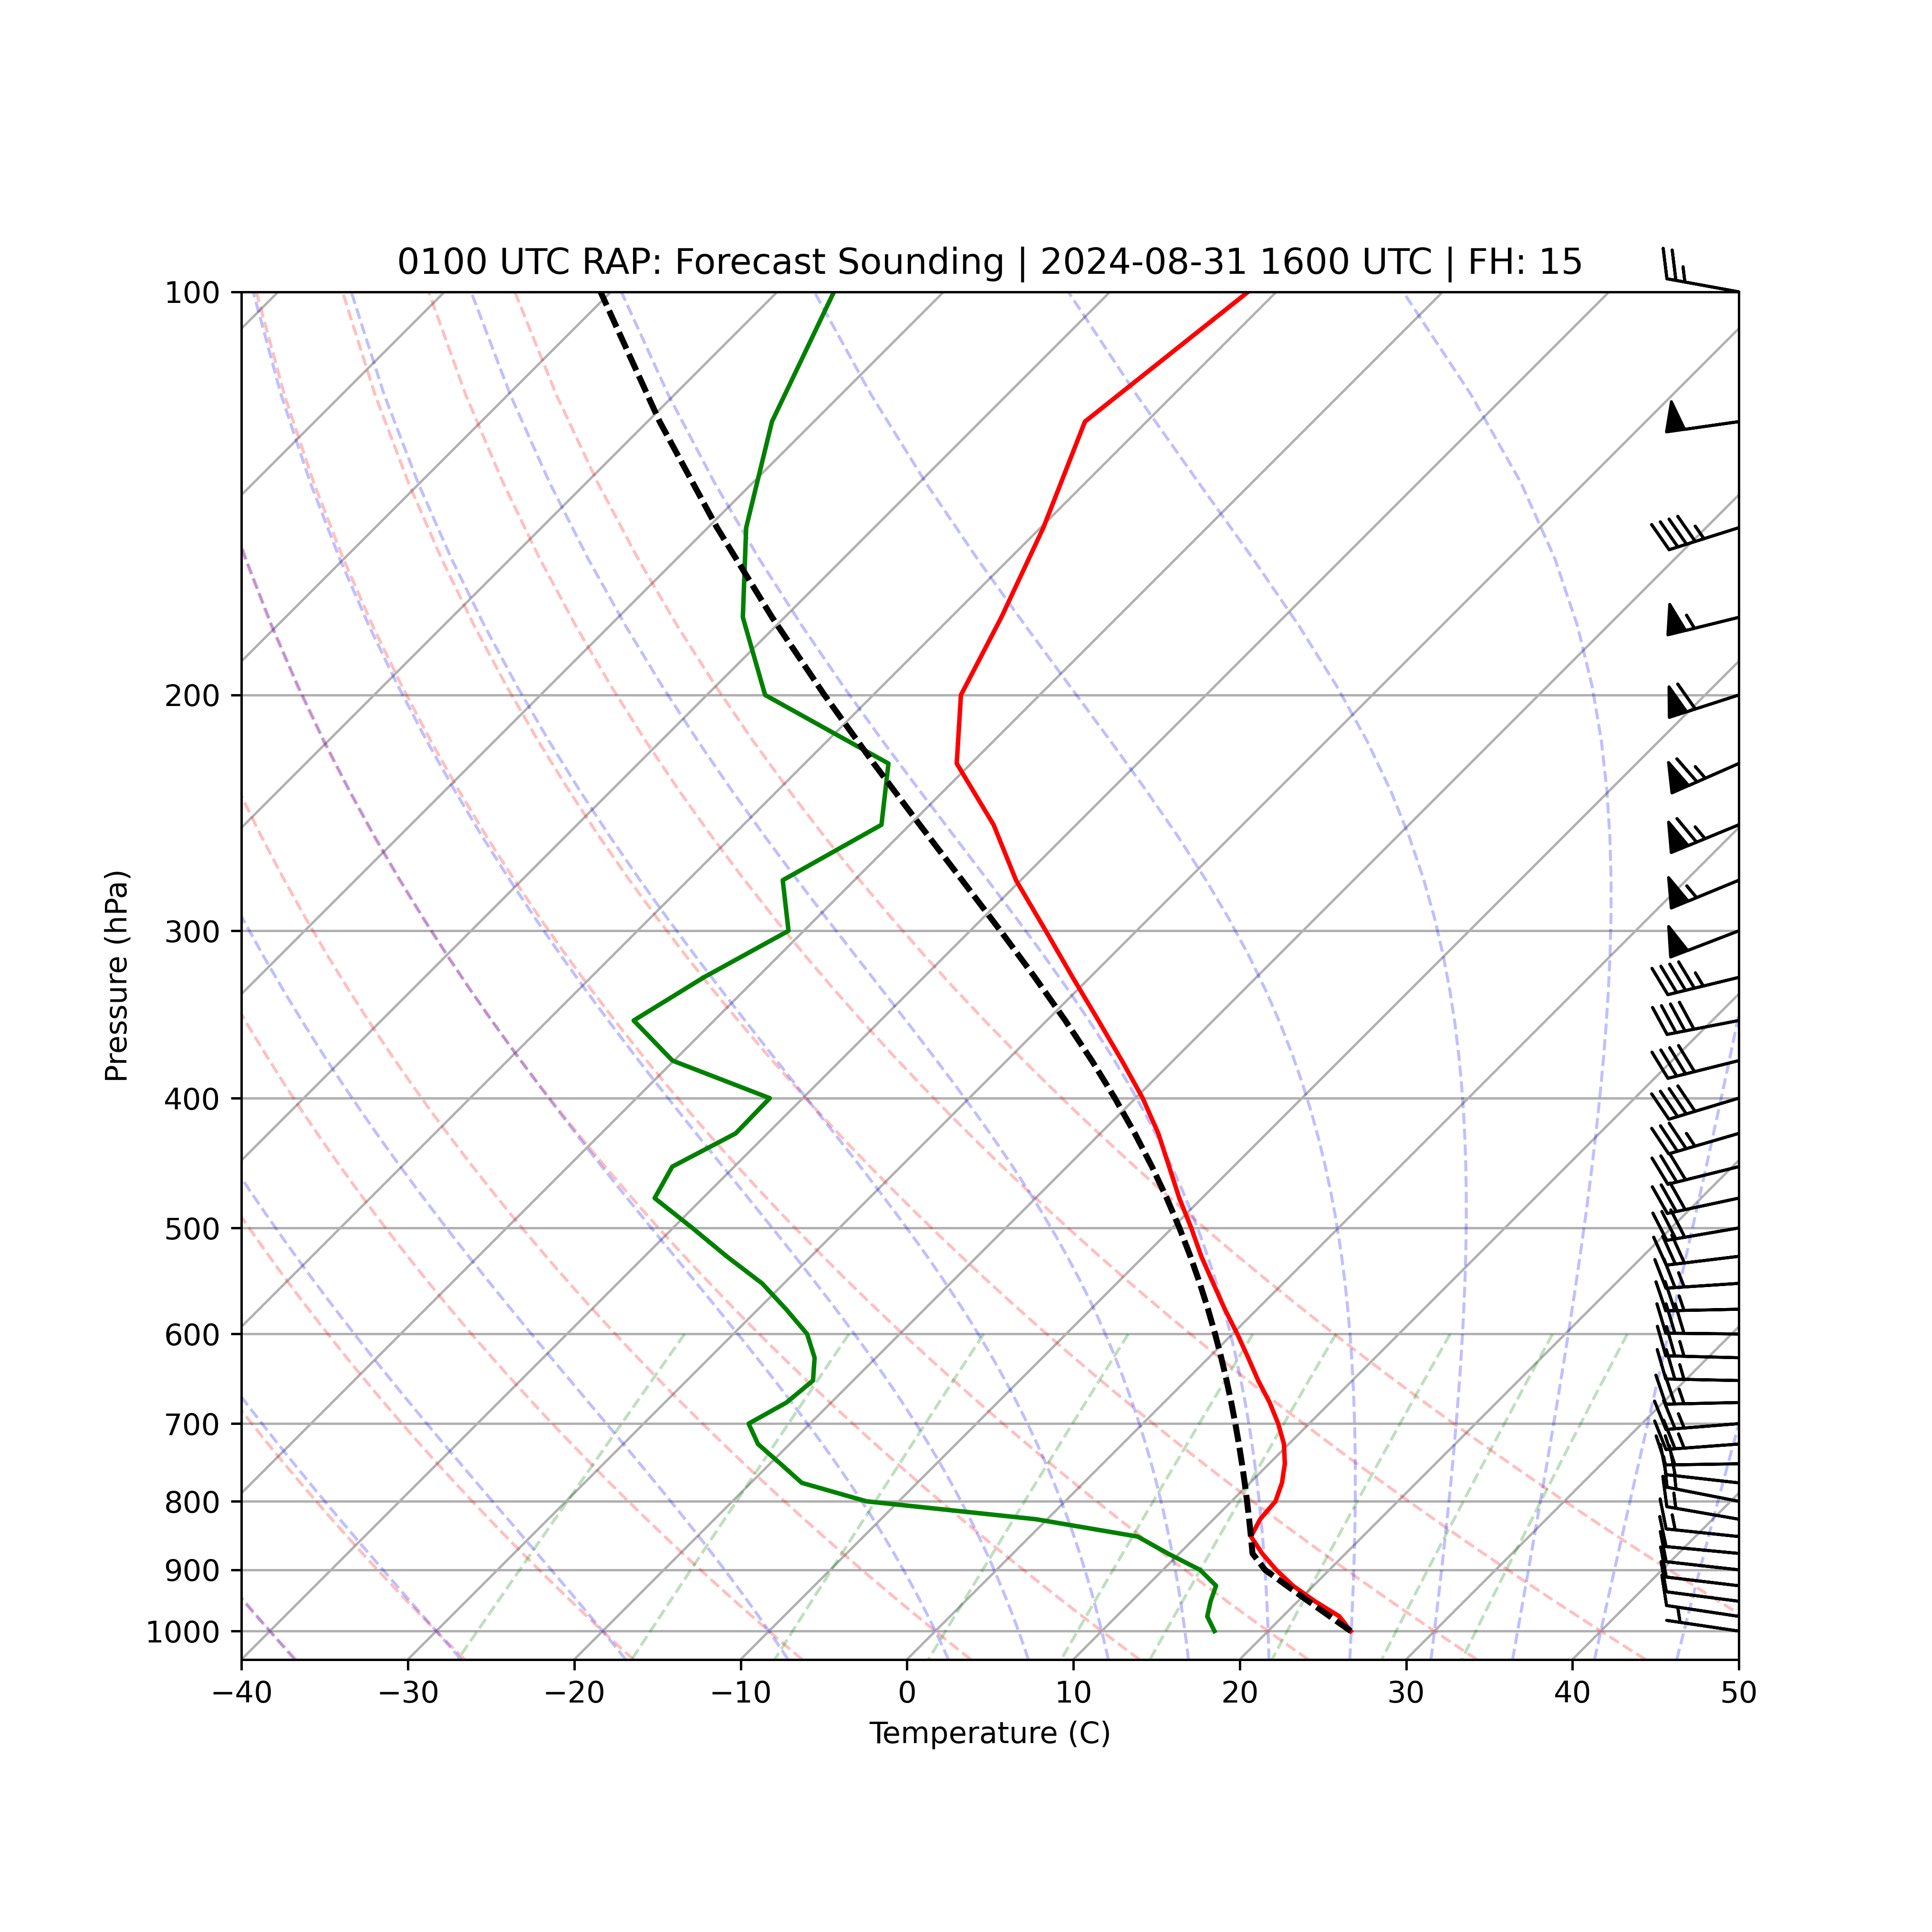 0100 UTC RAP: Forecast Sounding | 2024-08-31 1600 UTC | FH: 15
100
200
300
400
500
600
700
800
900
1000
Pressure (hPa)
−40 −30 −20 −10 0 10 20 30 40 50
Temperature (C)